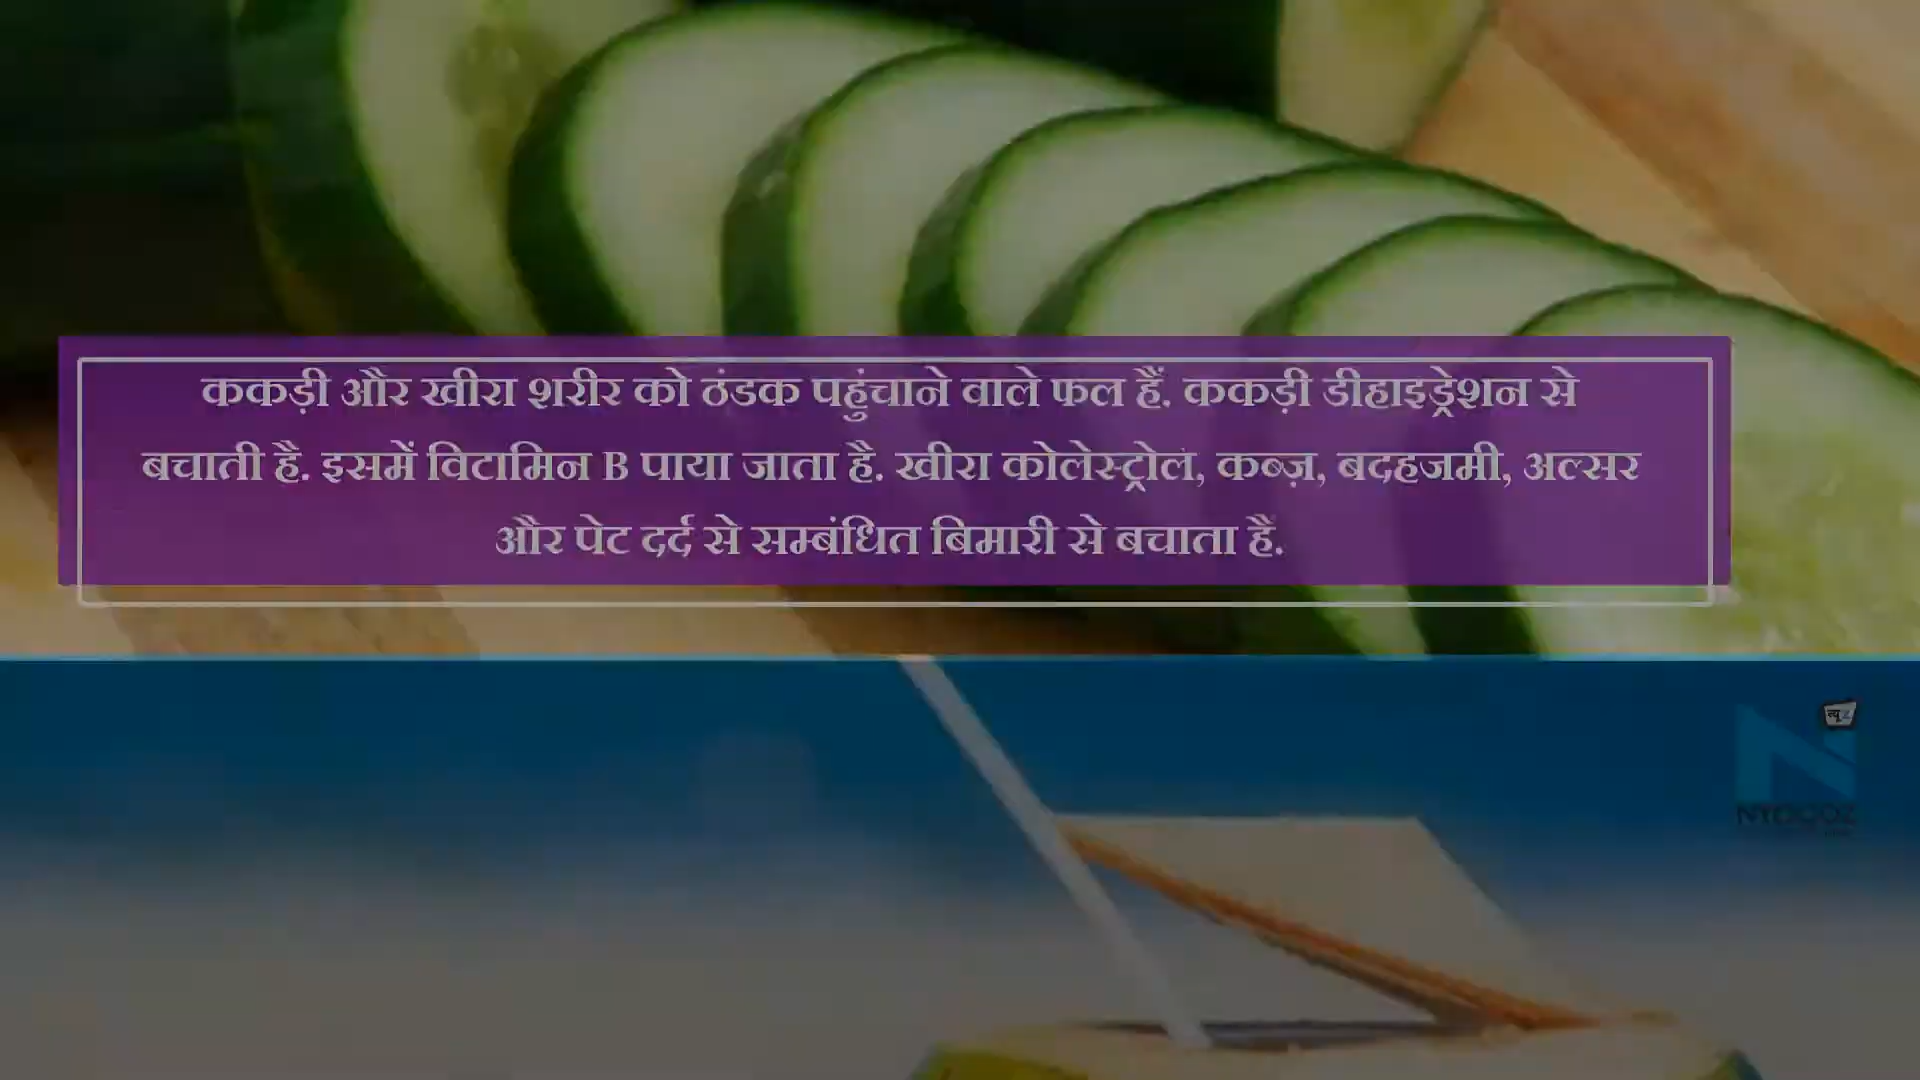 ककड़ी और खीरा शरीर को ठंडक पहुंचाने वाले फल हैं. ककड़ी डीहाइड्रेशन से
बचाती है. इसमें विटामिन B पाया जाता है. खीरा कोलेस्ट्रोल, कब्ज़, बदहजमी, अल्सर
और पेट दर्द से सम्बंधित बिमारी से बचाता है.
न्यूz
NYOOOZ